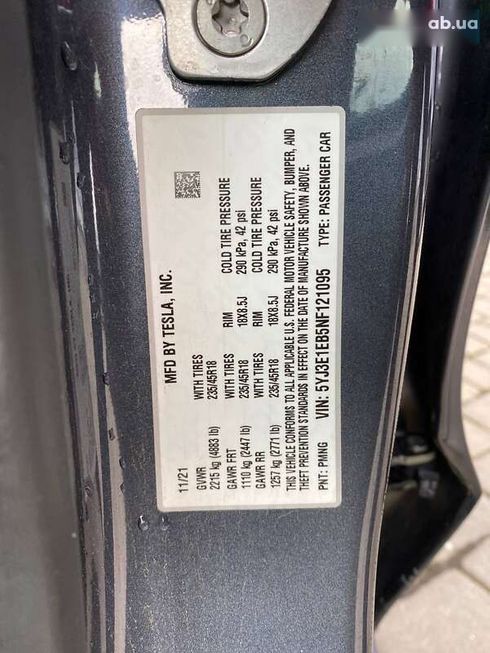 ab.ua
MFD BY TESLA, INC.
11/21
GVWR WITH TIRES RIM COLD TIRE PRESSURE
2215 kg (4883 lb) 235/45R18 18X8.5J 290 kPa, 42 psi
GAWR FRT WITH TIRES RIM COLD TIRE PRESSURE
1110 kg (2447 lb) 235/45R18 18X8.5J 290 kPa, 42 psi
GAWR RR
1257 kg (2771 lb) 235/45R18
THIS VEHICLE CONFORMS TO ALL APPLICABLE U.S. FEDERAL MOTOR VEHICLE SAFETY, BUMPER, AND
THEFT PREVENTION STANDARDS IN EFFECT ON THE DATE OF MANUFACTURE SHOWN ABOVE.
PNT: PMNG VIN: 5YJ3E1EB5NF121095 TYPE: PASSENGER CAR